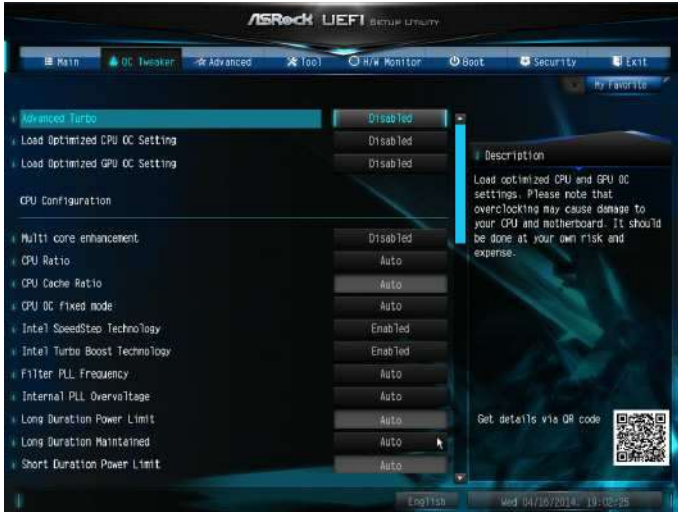 ASRock UEFI SETUP UTILITY
Main OC Tweaker Advanced Tool H/W Monitor Boot Security Exit
My Favorite
Advanced Turbo Disabled
Load Optimized CPU OC Setting Disabled
Load Optimized GPU OC Setting Disabled
CPU Configuration
Multi core enhancement Disabled
CPU Ratio Auto
CPU Cache Ratio Auto
CPU OC fixed mode Auto
Intel SpeedStep Technology Enabled
Intel Turbo Boost Technology Enabled
Filter PLL Frequency Auto
Internal PLL Overvoltage Auto
Long Duration Power Limit Auto
Long Duration Maintained Auto
Short Duration Power Limit Auto
Description
Load optimized CPU and GPU OC
settings. Please note that
overclocking may cause damage to
your CPU and motherboard. It should
be done at your own risk and
expense.
Get details via QR code
English
Wed 04/16/2014, 19:02:25